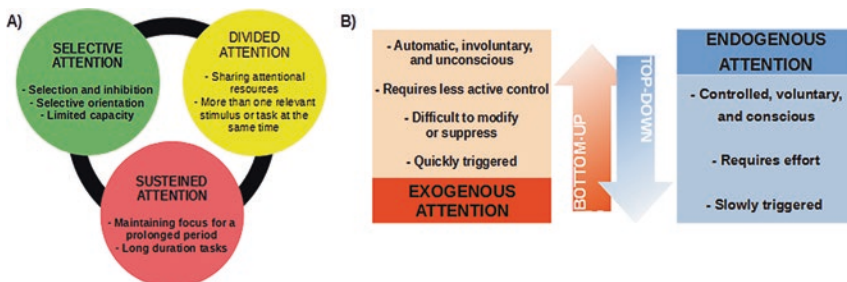 A)
SELECTIVE
ATTENTION
- Selection and inhibition
- Selective orientation
- Limited capacity
DIVIDED
ATTENTION
- Sharing attentional
resources
- More than one relevant
stimulus or task at the
same time
SUSTEINED
ATTENTION
- Maintaining focus for a
prolonged period
- Long duration tasks
B)
- Automatic, involuntary,
and unconscious
- Requires less active control
- Difficult to modify
or suppress
- Quickly triggered
EXOGENOUS
ATTENTION
BOTTOM-UP
TOP-DOWN
ENDOGENOUS
ATTENTION
- Controlled, voluntary,
and conscious
- Requires effort
- Slowly triggered